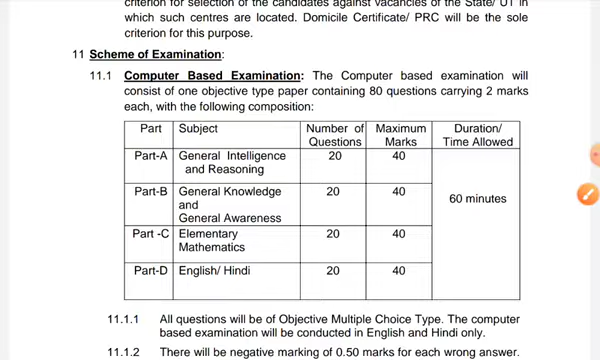 criterion for selection of the candidates against vacancies of the State/ UT in
which such centres are located. Domicile Certificate/ PRC will be the sole
criterion for this purpose.
11 Scheme of Examination:
11.1 Computer Based Examination: The Computer based examination will
consist of one objective type paper containing 80 questions carrying 2 marks
each, with the following composition:
Part Subject Number of Questions Maximum Marks Duration/ Time Allowed
Part-A General Intelligence and Reasoning 20 40 60 minutes
Part-B General Knowledge and General Awareness 20 40
Part -C Elementary Mathematics 20 40
Part-D English/ Hindi 20 40
11.1.1 All questions will be of Objective Multiple Choice Type. The computer
based examination will be conducted in English and Hindi only.
11.1.2 There will be negative marking of 0.50 marks for each wrong answer.